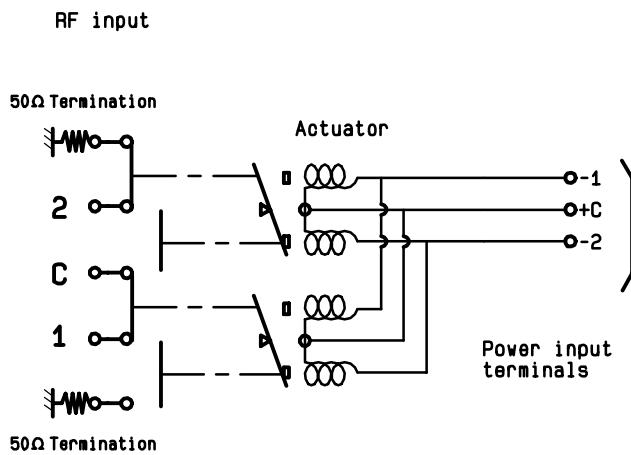 RF input
50Ω Termination
Actuator
2
C
1
-1
+C
-2
Power input
terminals
50Ω Termination